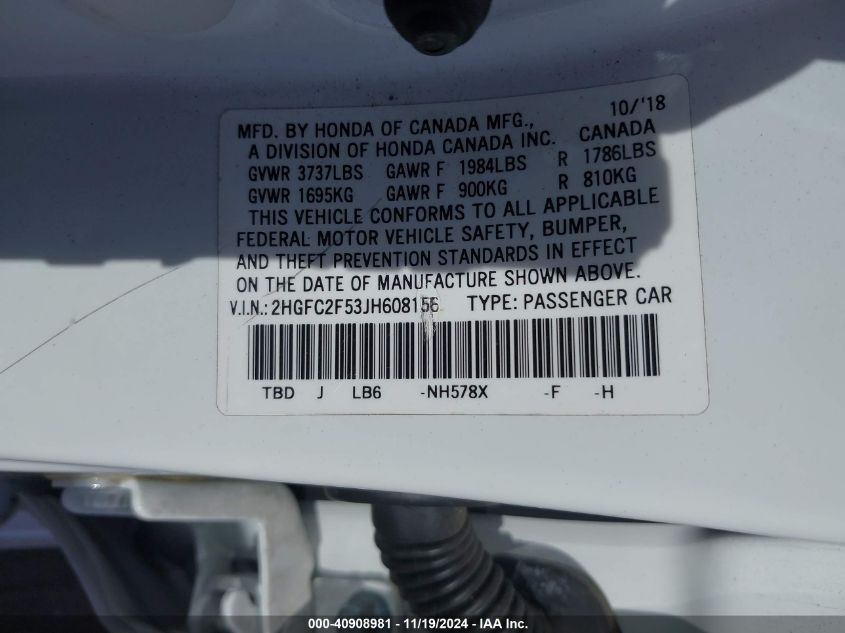 10/'18
MFD. BY HONDA OF CANADA MFG.,
A DIVISION OF HONDA CANADA INC. CANADA
GVWR 3737LBS GAWR F 1984LBS R 1786LBS
GVWR 1695KG GAWR F 900KG R 810KG
THIS VEHICLE CONFORMS TO ALL APPLICABLE
FEDERAL MOTOR VEHICLE SAFETY, BUMPER,
AND THEFT PREVENTION STANDARDS IN EFFECT
ON THE DATE OF MANUFACTURE SHOWN ABOVE.
V.I.N.: 2HGFC2F53JH608156 TYPE: PASSENGER CAR
TBD J LB6 -NH578X -F -H
000-40908981 - 11/19/2024 - IAA Inc.